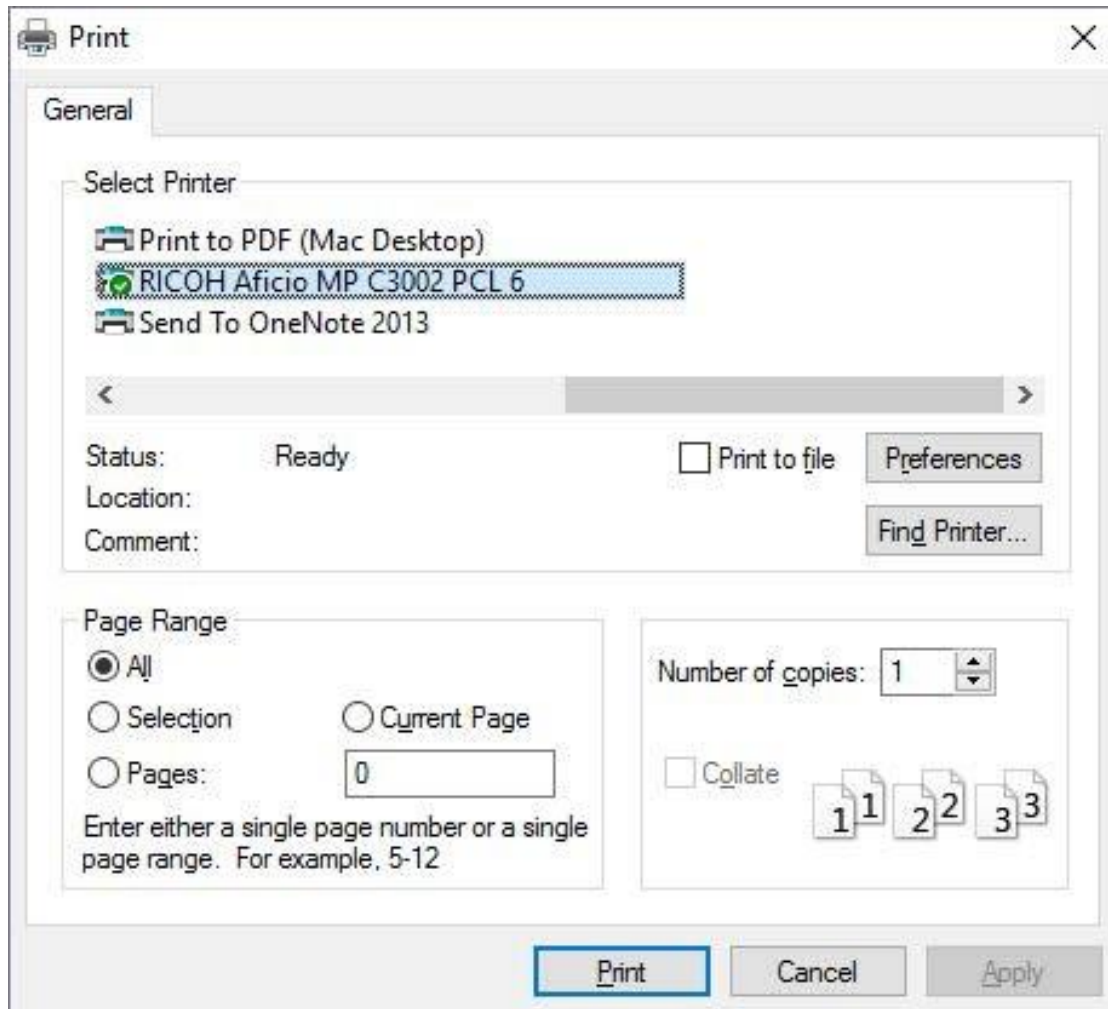 Print
General
Select Printer
Print to PDF (Mac Desktop)
RICOH Aficio MP C3002 PCL 6
Send To OneNote 2013
Status: Ready
Print to file
Preferences
Location:
Comment:
Find Printer...
Page Range
All
Selection
Current Page
Pages: 0
Enter either a single page number or a single
page range. For example, 5-12
Number of copies: 1
Collate
1 1 2 2 3 3
Print
Cancel
Apply